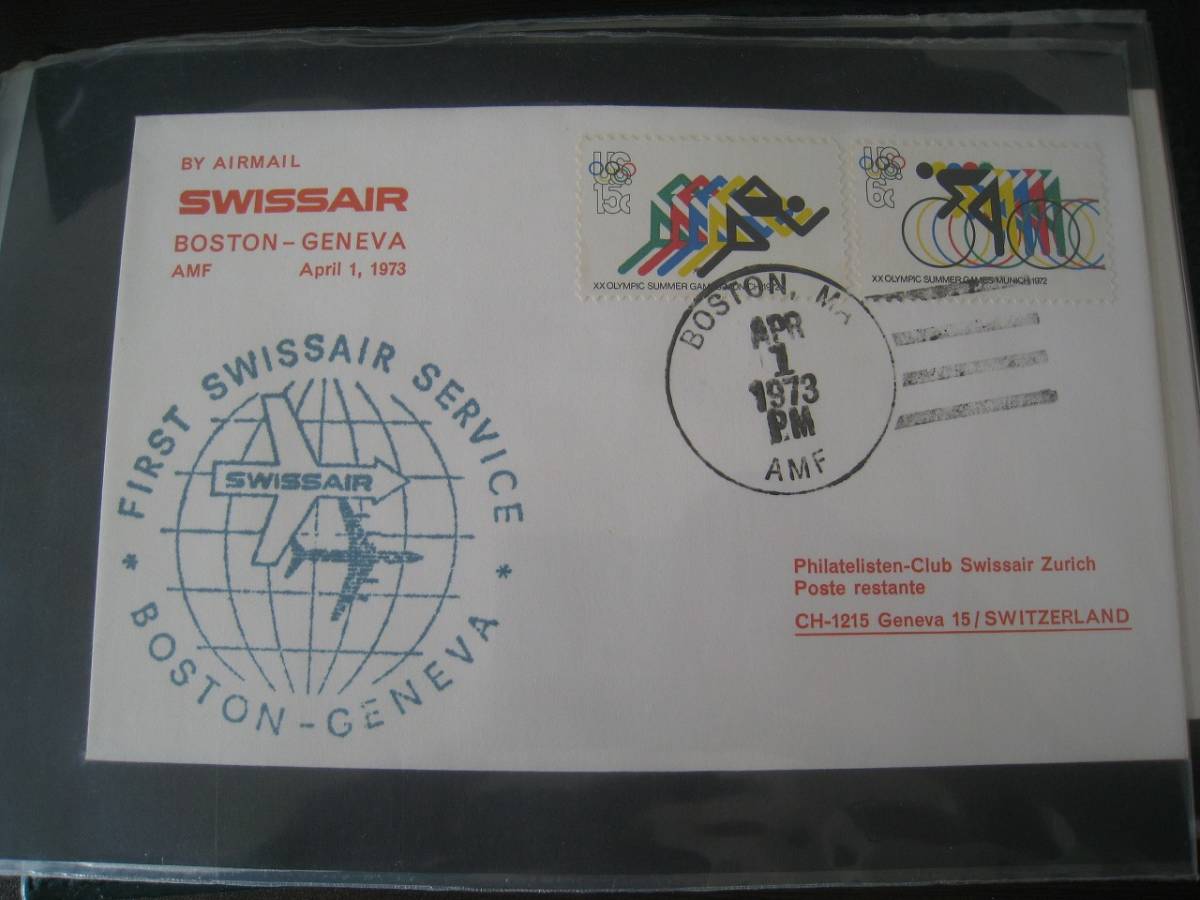 BY AIRMAIL
SWISSAIR
BOSTON – GENEVA
AMF April 1, 1973
US
15c
XX OLYMPIC SUMMER GAMES MUNICH 1972
US
6c
XX OLYMPIC SUMMER GAMES MUNICH 1972
BOSTON, MA
APR
1
1973
PM
AMF
* FIRST SWISSAIR SERVICE *
SWISSAIR
BOSTON – GENEVA
Philatelisten-Club Swissair Zurich
Poste restante
CH-1215 Geneva 15/SWITZERLAND